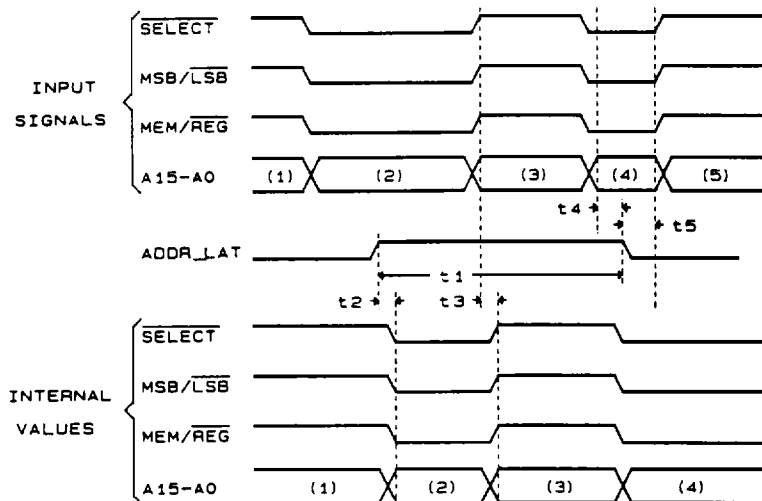 SELECT
INPUT
SIGNALS
MSB/LSB
MEM/REG
A15-A0
(1) (2) (3) (4) (5)
t4 t5
ADDR_LAT
t1
t2 t3
SELECT
INTERNAL
VALUES
MSB/LSB
MEM/REG
A15-A0
(1) (2) (3) (4)